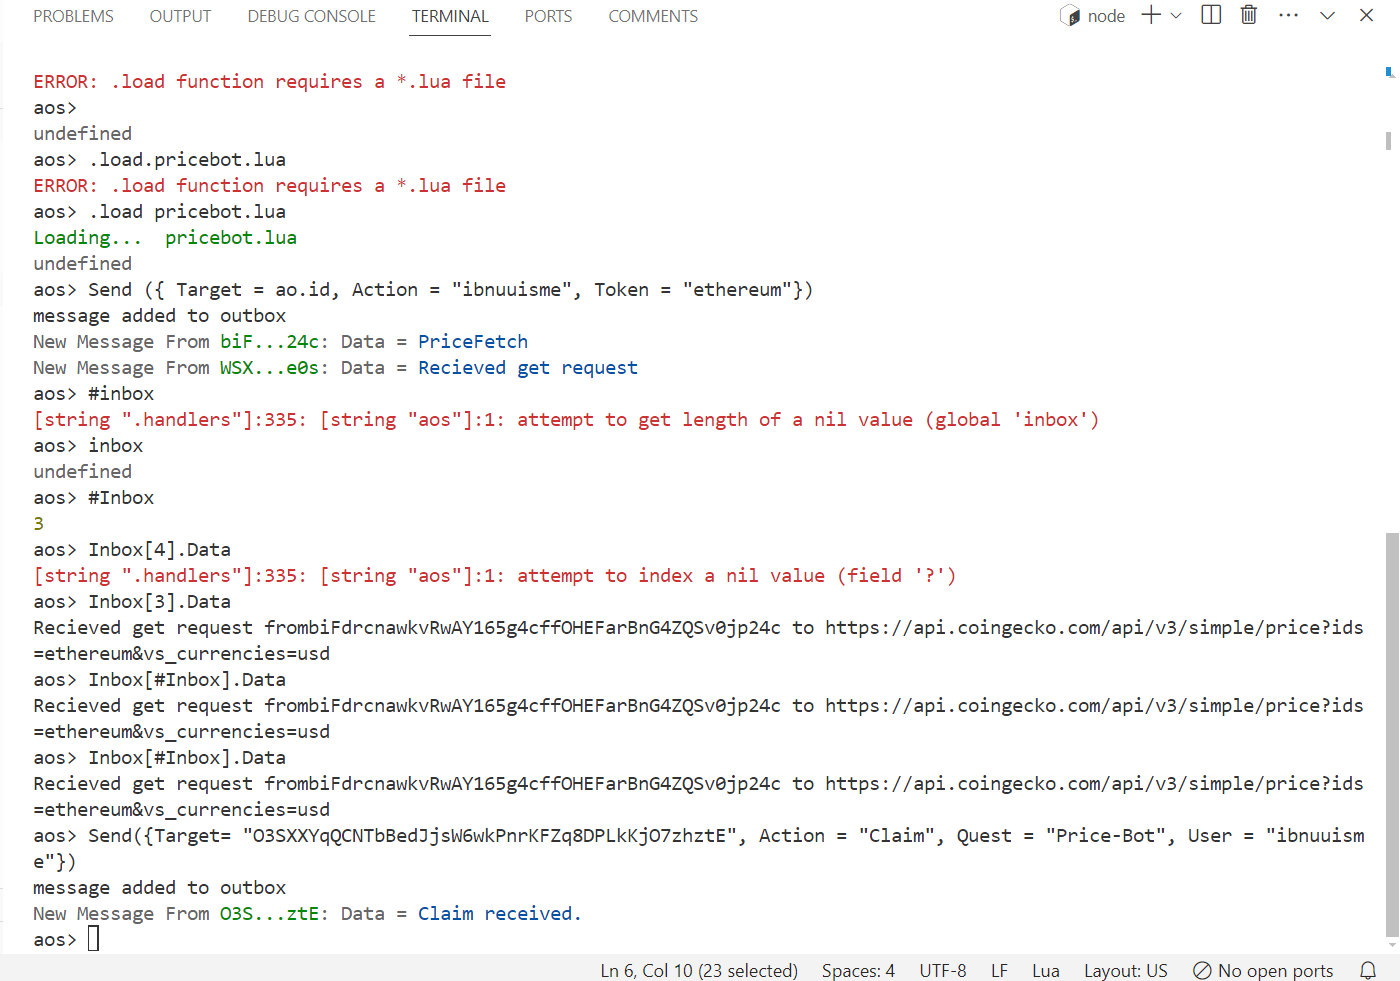 PROBLEMS OUTPUT DEBUG CONSOLE TERMINAL PORTS COMMENTS node
ERROR: .load function requires a *.lua file
aos>
undefined
aos> .load.pricebot.lua
ERROR: .load function requires a *.lua file
aos> .load pricebot.lua
Loading...  pricebot.lua
undefined
aos> Send ({ Target = ao.id, Action = "ibnuuisme", Token = "ethereum"})
message added to outbox
New Message From biF...24c: Data = PriceFetch
New Message From WSX...e0s: Data = Recieved get request
aos> #inbox
[string ".handlers"]:335: [string "aos"]:1: attempt to get length of a nil value (global 'inbox')
aos> inbox
undefined
aos> #Inbox
3
aos> Inbox[4].Data
[string ".handlers"]:335: [string "aos"]:1: attempt to index a nil value (field '?')
aos> Inbox[3].Data
Recieved get request frombiFdrcnawkvRwAY165g4cffOHEFarBnG4ZQSv0jp24c to https://api.coingecko.com/api/v3/simple/price?ids
=ethereum&vs_currencies=usd
aos> Inbox[#Inbox].Data
Recieved get request frombiFdrcnawkvRwAY165g4cffOHEFarBnG4ZQSv0jp24c to https://api.coingecko.com/api/v3/simple/price?ids
=ethereum&vs_currencies=usd
aos> Inbox[#Inbox].Data
Recieved get request frombiFdrcnawkvRwAY165g4cffOHEFarBnG4ZQSv0jp24c to https://api.coingecko.com/api/v3/simple/price?ids
=ethereum&vs_currencies=usd
aos> Send({Target= "O3SXXYqQCNTbBedJjsW6wkPnrKFZq8DPLkKjO7zhztE", Action = "Claim", Quest = "Price-Bot", User = "ibnuuism
e"})
message added to outbox
New Message From O3S...ztE: Data = Claim received.
aos>
Ln 6, Col 10 (23 selected) Spaces: 4 UTF-8 LF Lua Layout: US No open ports